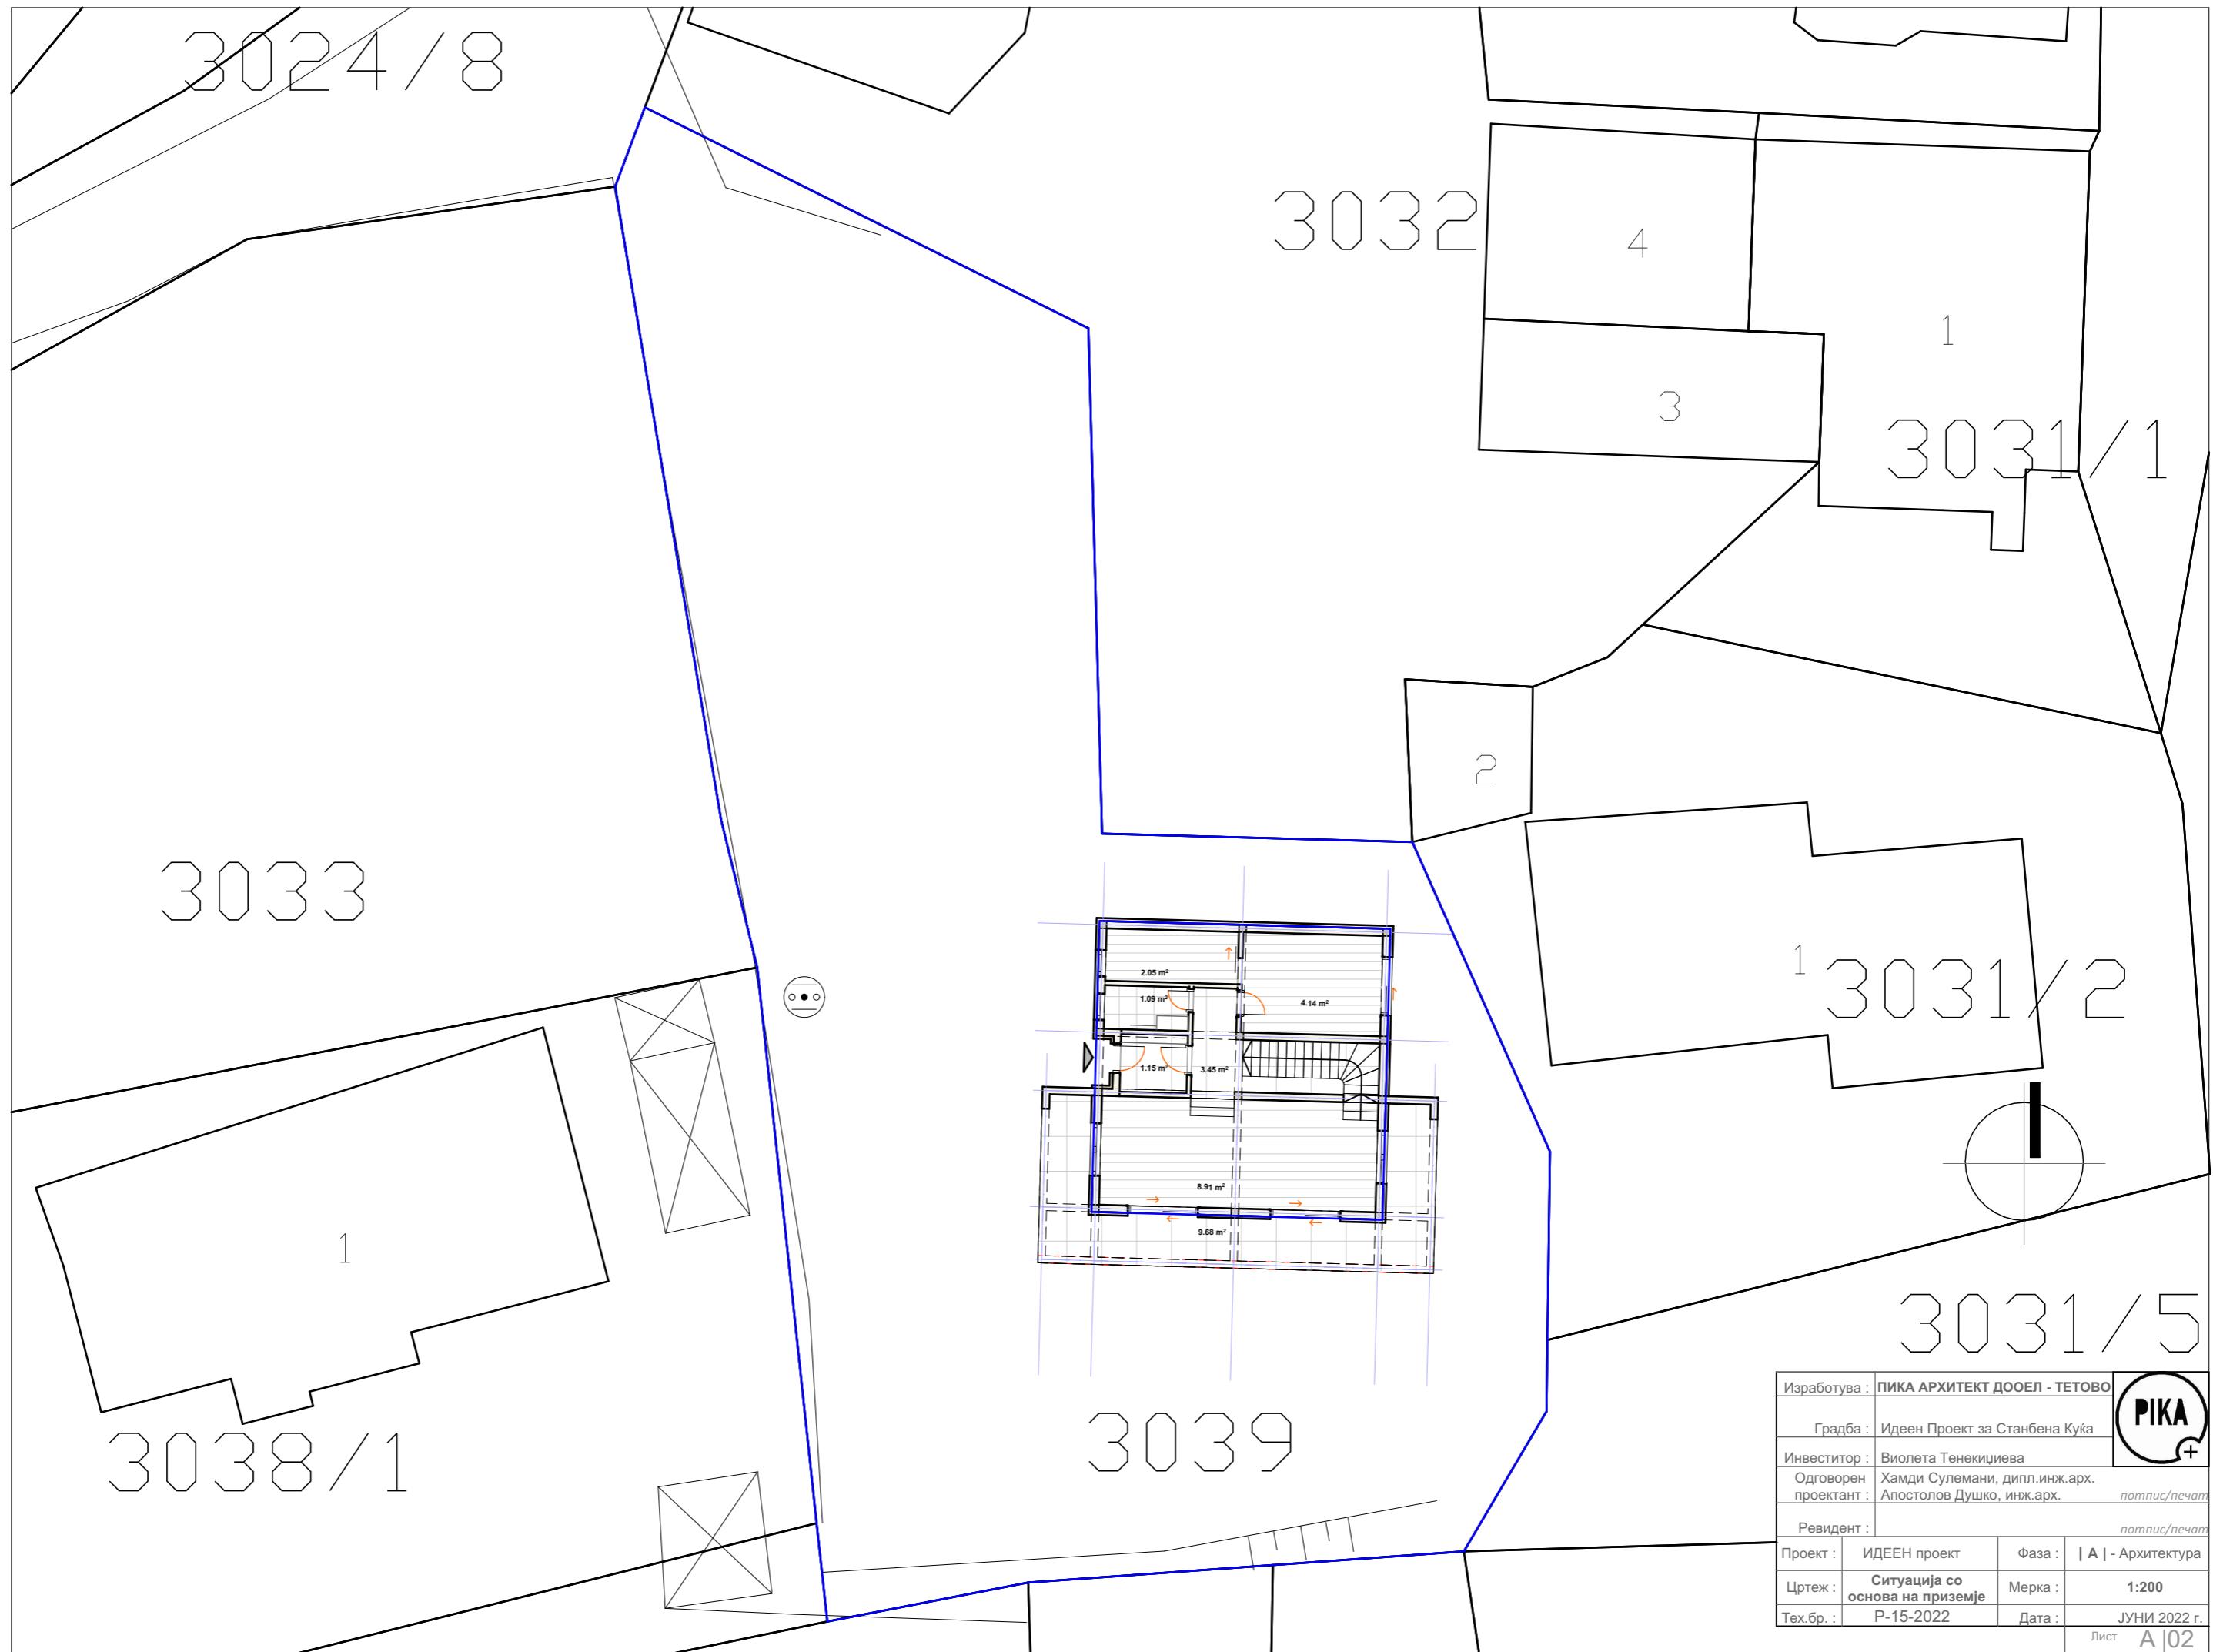 3024/8
3032
4
1
3
3031/1
2
3033
1
3031/2
2.05 m²
1.09 m²
4.14 m²
1.15 m²
3.45 m²
8.91 m²
9.68 m²
1
3031/5
3038/1
3039
Изработува : ПИКА АРХИТЕКТ ДООЕЛ - ТЕТОВО
PIKA
+
Градба : Идеен Проект за Станбена Куќа
Инвеститор : Виолета Тенекиџиева
Одговорен Хамди Сулемани, дипл.инж.арх.
проектант : Апостолов Душко, инж.арх. потпис/печат
Ревидент : потпис/печат
Проект : ИДЕЕН проект Фаза : | А | - Архитектура
Цртеж : Ситуација со
основа на приземје Мерка : 1:200
Тех.бр. : Р-15-2022 Дата : ЈУНИ 2022 г.
Лист А |02